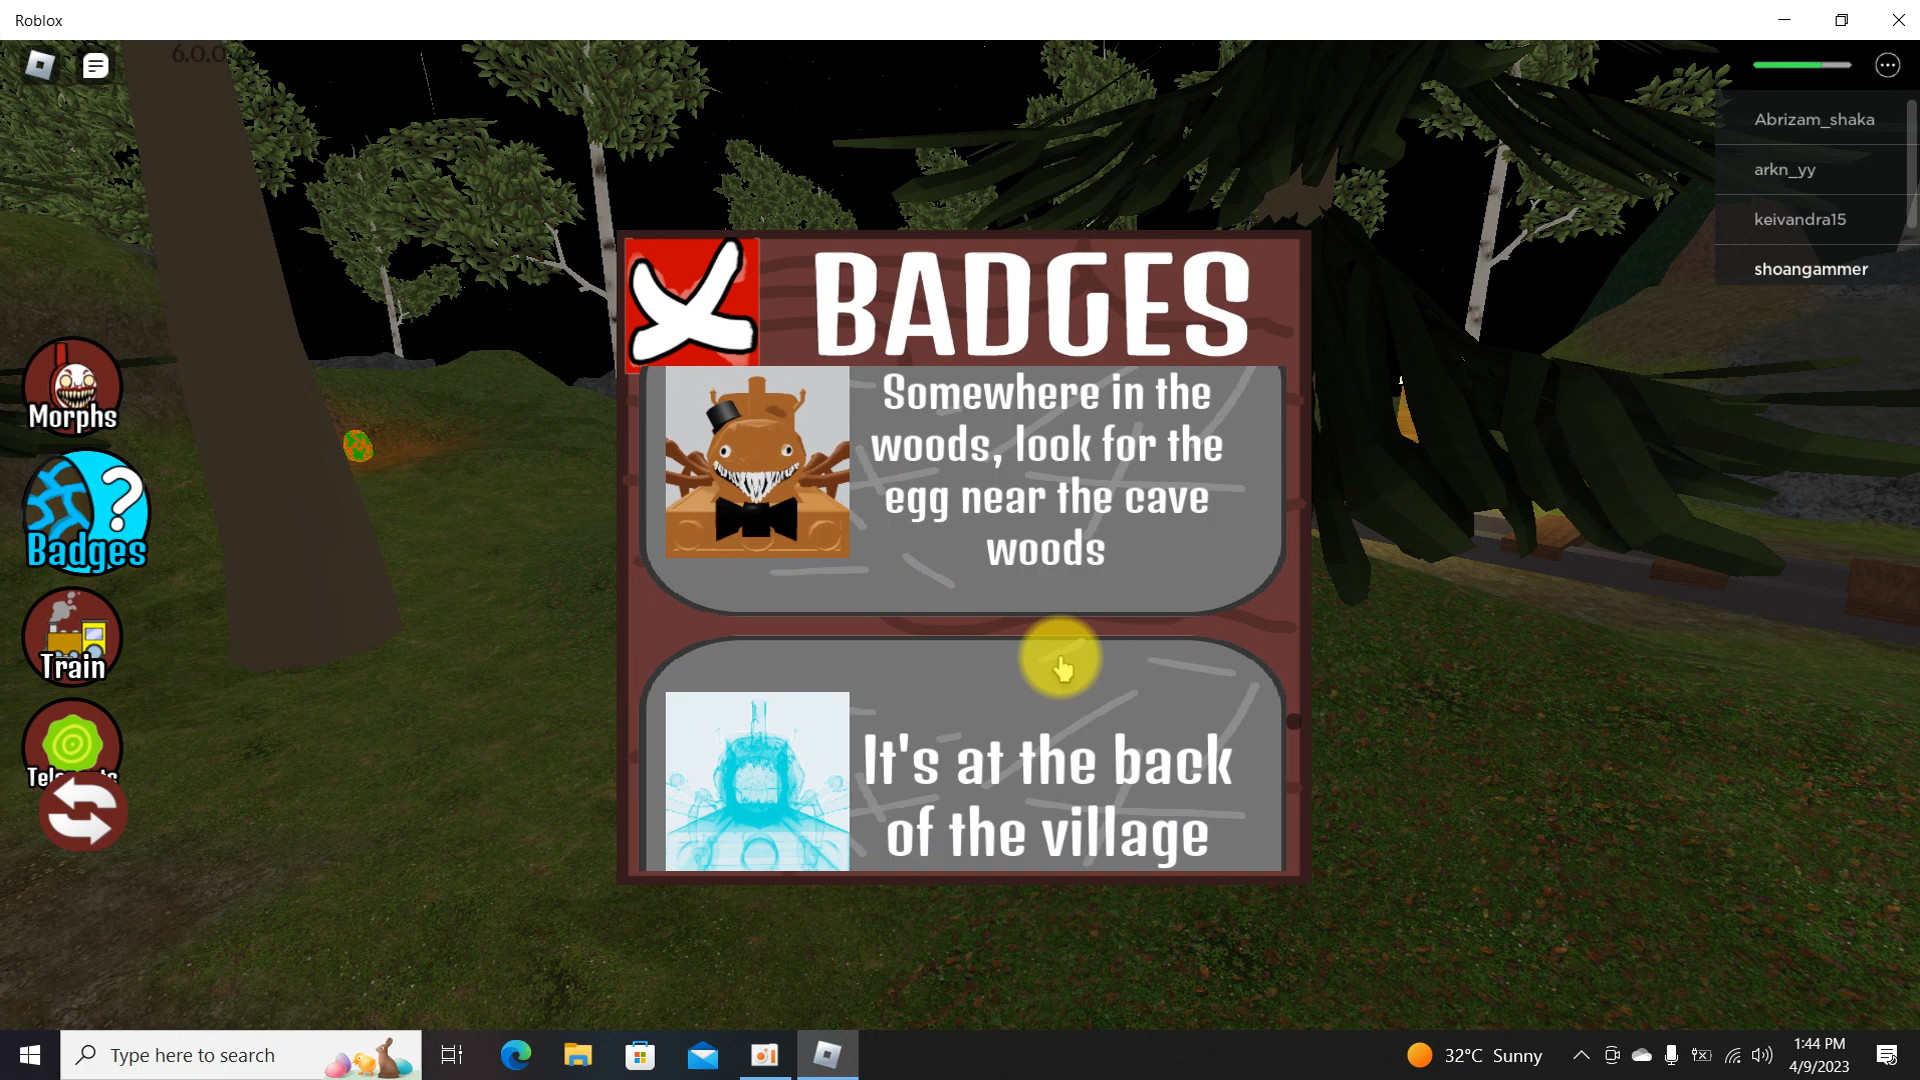 Roblox
6.0.0
Abrizam_shaka
arkn_yy
keivandra15
shoangammer
BADGES
Somewhere in the
woods, look for the
egg near the cave
woods
It's at the back
of the village
Morphs
Badges
Train
Type here to search
32°C Sunny
1:44 PM
4/9/2023